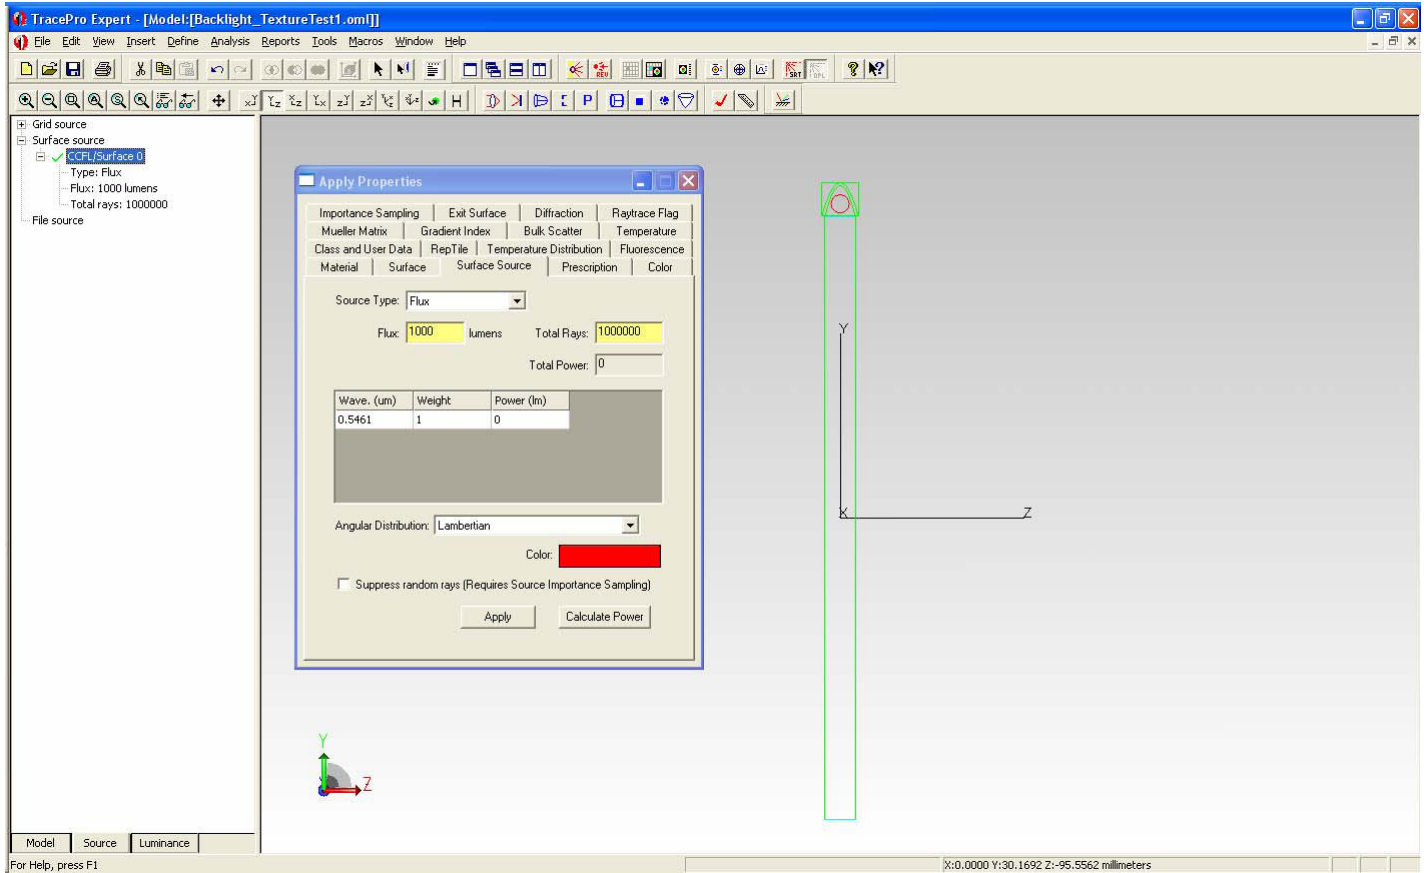 TracePro Expert - [Model:[Backlight_TextureTest1.oml]]
File Edit View Insert Define Analysis Reports Tools Macros Window Help
REV SRT
Grid source
Surface source
CCFL/Surface 0
Type: Flux
Flux: 1000 lumens
Total rays: 1000000
File source
Apply Properties
Importance Sampling Exit Surface Diffraction Raytrace Flag
Mueller Matrix Gradient Index Bulk Scatter Temperature
Class and User Data RepTile Temperature Distribution Fluorescence
Material Surface Surface Source Prescription Color
Source Type: Flux
Flux: 1000 lumens Total Rays: 1000000
Total Power: 0
Wave. (um) Weight Power (lm)
0.5461 1 0
Angular Distribution: Lambertian
Color:
Suppress random rays (Requires Source Importance Sampling)
Apply Calculate Power
Y
X Z
Y
Z
Model Source Luminance
For Help, press F1 X:0.0000 Y:30.1692 Z:-95.5562 millimeters